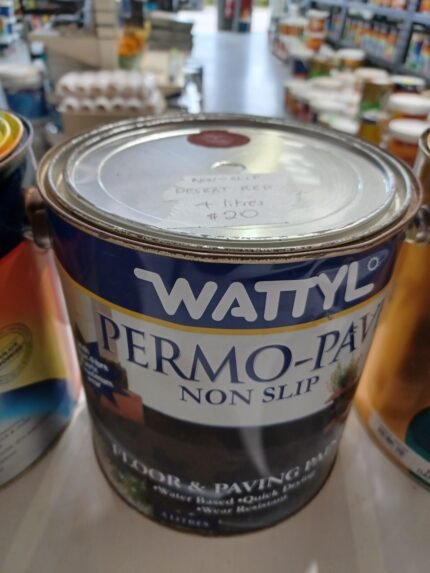 NON-SLIP
DESERT RED
4 litres
#20
WATTYL
PERMO-PAV
NON SLIP
FLOOR & PAVING PAI
•Water Based •Quick Drying
•Wear Resistant
4 LITRES